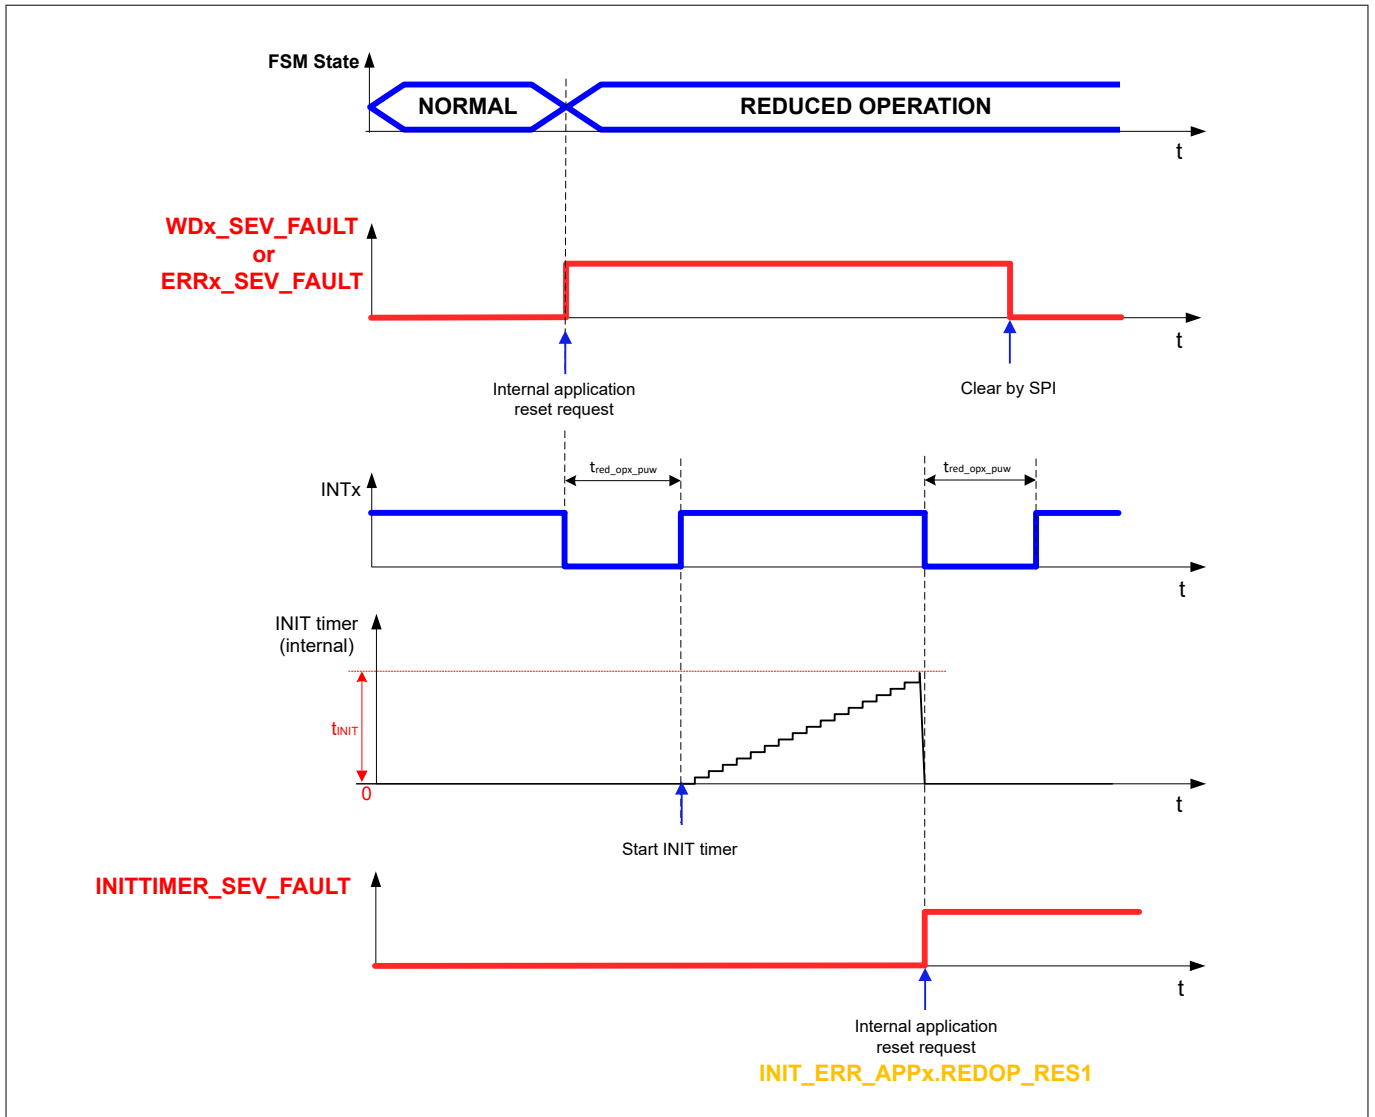 FSM State
NORMAL
REDUCED OPERATION
t
WDx_SEV_FAULT
or
ERRx_SEV_FAULT
t
Internal application
reset request
Clear by SPI
tred_opx_puw
tred_opx_puw
INTx
t
INIT timer
(internal)
tINIT
0
t
Start INIT timer
INITTIMER_SEV_FAULT
t
Internal application
reset request
INIT_ERR_APPx.REDOP_RES1